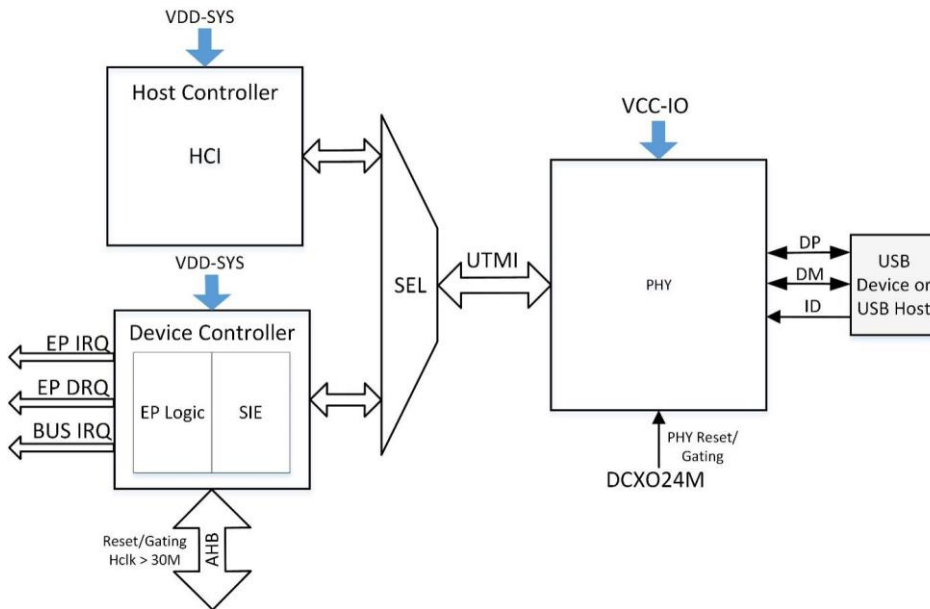 VDD-SYS
Host Controller
HCI
VDD-SYS
Device Controller
EP Logic
SIE
EP IRQ
EP DRQ
BUS IRQ
Reset/Gating
Hclk > 30M
AHB
SEL
UTMI
VCC-IO
PHY
PHY Reset/
Gating
DCXO24M
DP
DM
ID
USB
Device or
USB Host